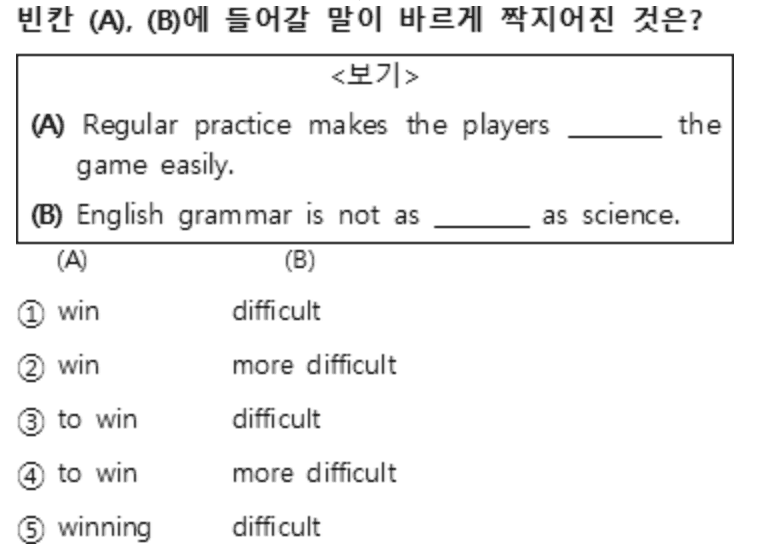 빈칸 (A), (B)에 들어갈 말이 바르게 짝지어진 것은?
<보기>
(A) Regular practice makes the players _______ the
game easily.
(B) English grammar is not as _______ as science.
(A) (B)
① win difficult
② win more difficult
③ to win difficult
④ to win more difficult
⑤ winning difficult